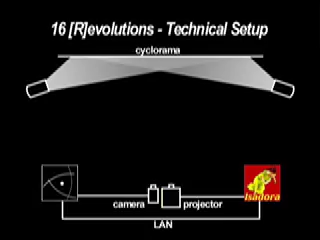 16 [R]evolutions - Technical Setup
cyclorama
camera
projector
Isadora
LAN